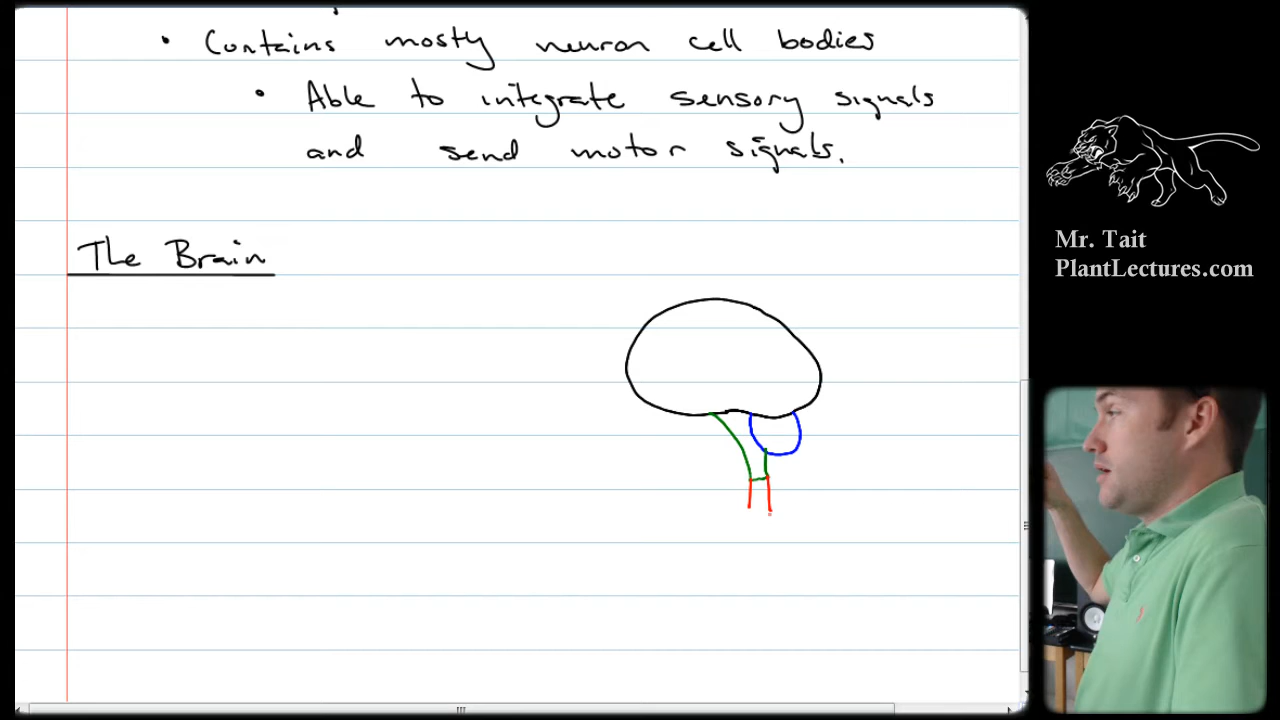 • Contains mosty neuron cell bodies
• Able to integrate sensory signals
and send motor signals.
The Brain
Mr. Tait
PlantLectures.com